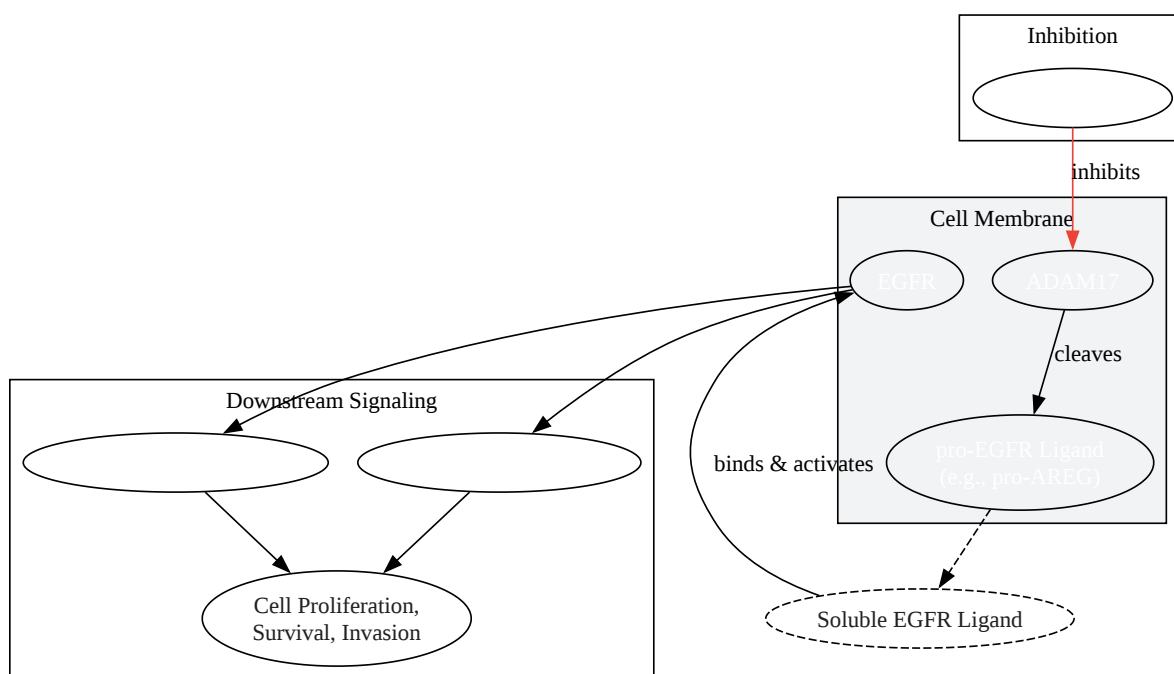 Inhibition
inhibits
Cell Membrane
EGFR
ADAM17
cleaves
Downstream Signaling
binds & activates
pro-EGFR Ligand
(e.g., pro-AREG)
Cell Proliferation,
Survival, Invasion
Soluble EGFR Ligand